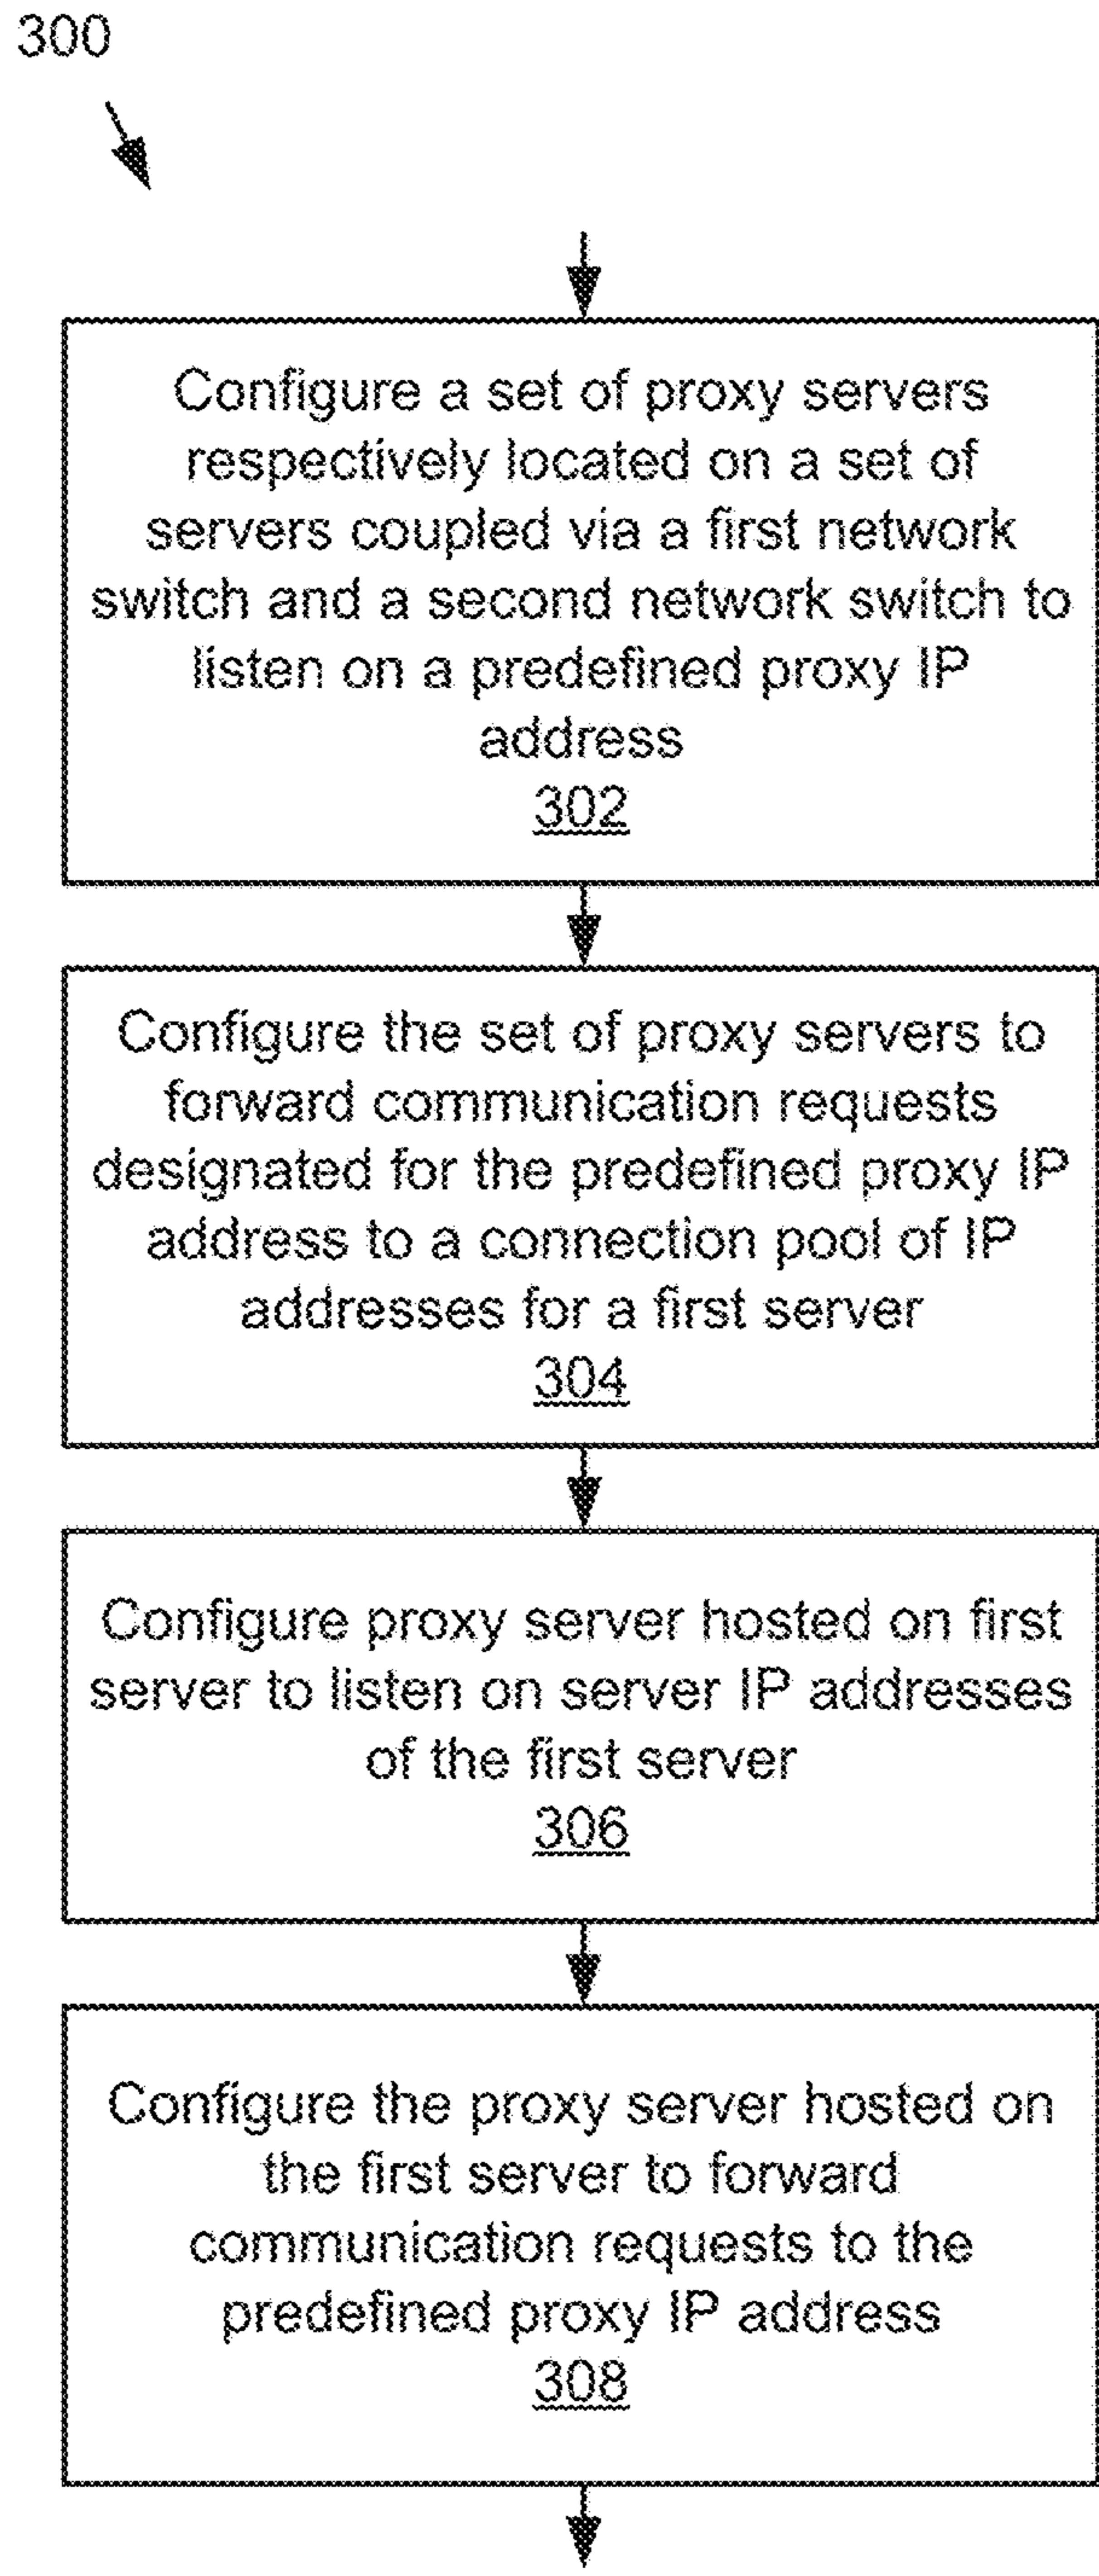 300
Configure a set of proxy servers
respectively located on a set of
servers coupled via a first network
switch and a second network switch to
listen on a predefined proxy IP
address
302
Configure the set of proxy servers to
forward communication requests
designated for the predefined proxy IP
address to a connection pool of IP
addresses for a first server
304
Configure proxy server hosted on first
server to listen on server IP addresses
of the first server
306
Configure the proxy server hosted on
the first server to forward
communication requests to the
predefined proxy IP address
308